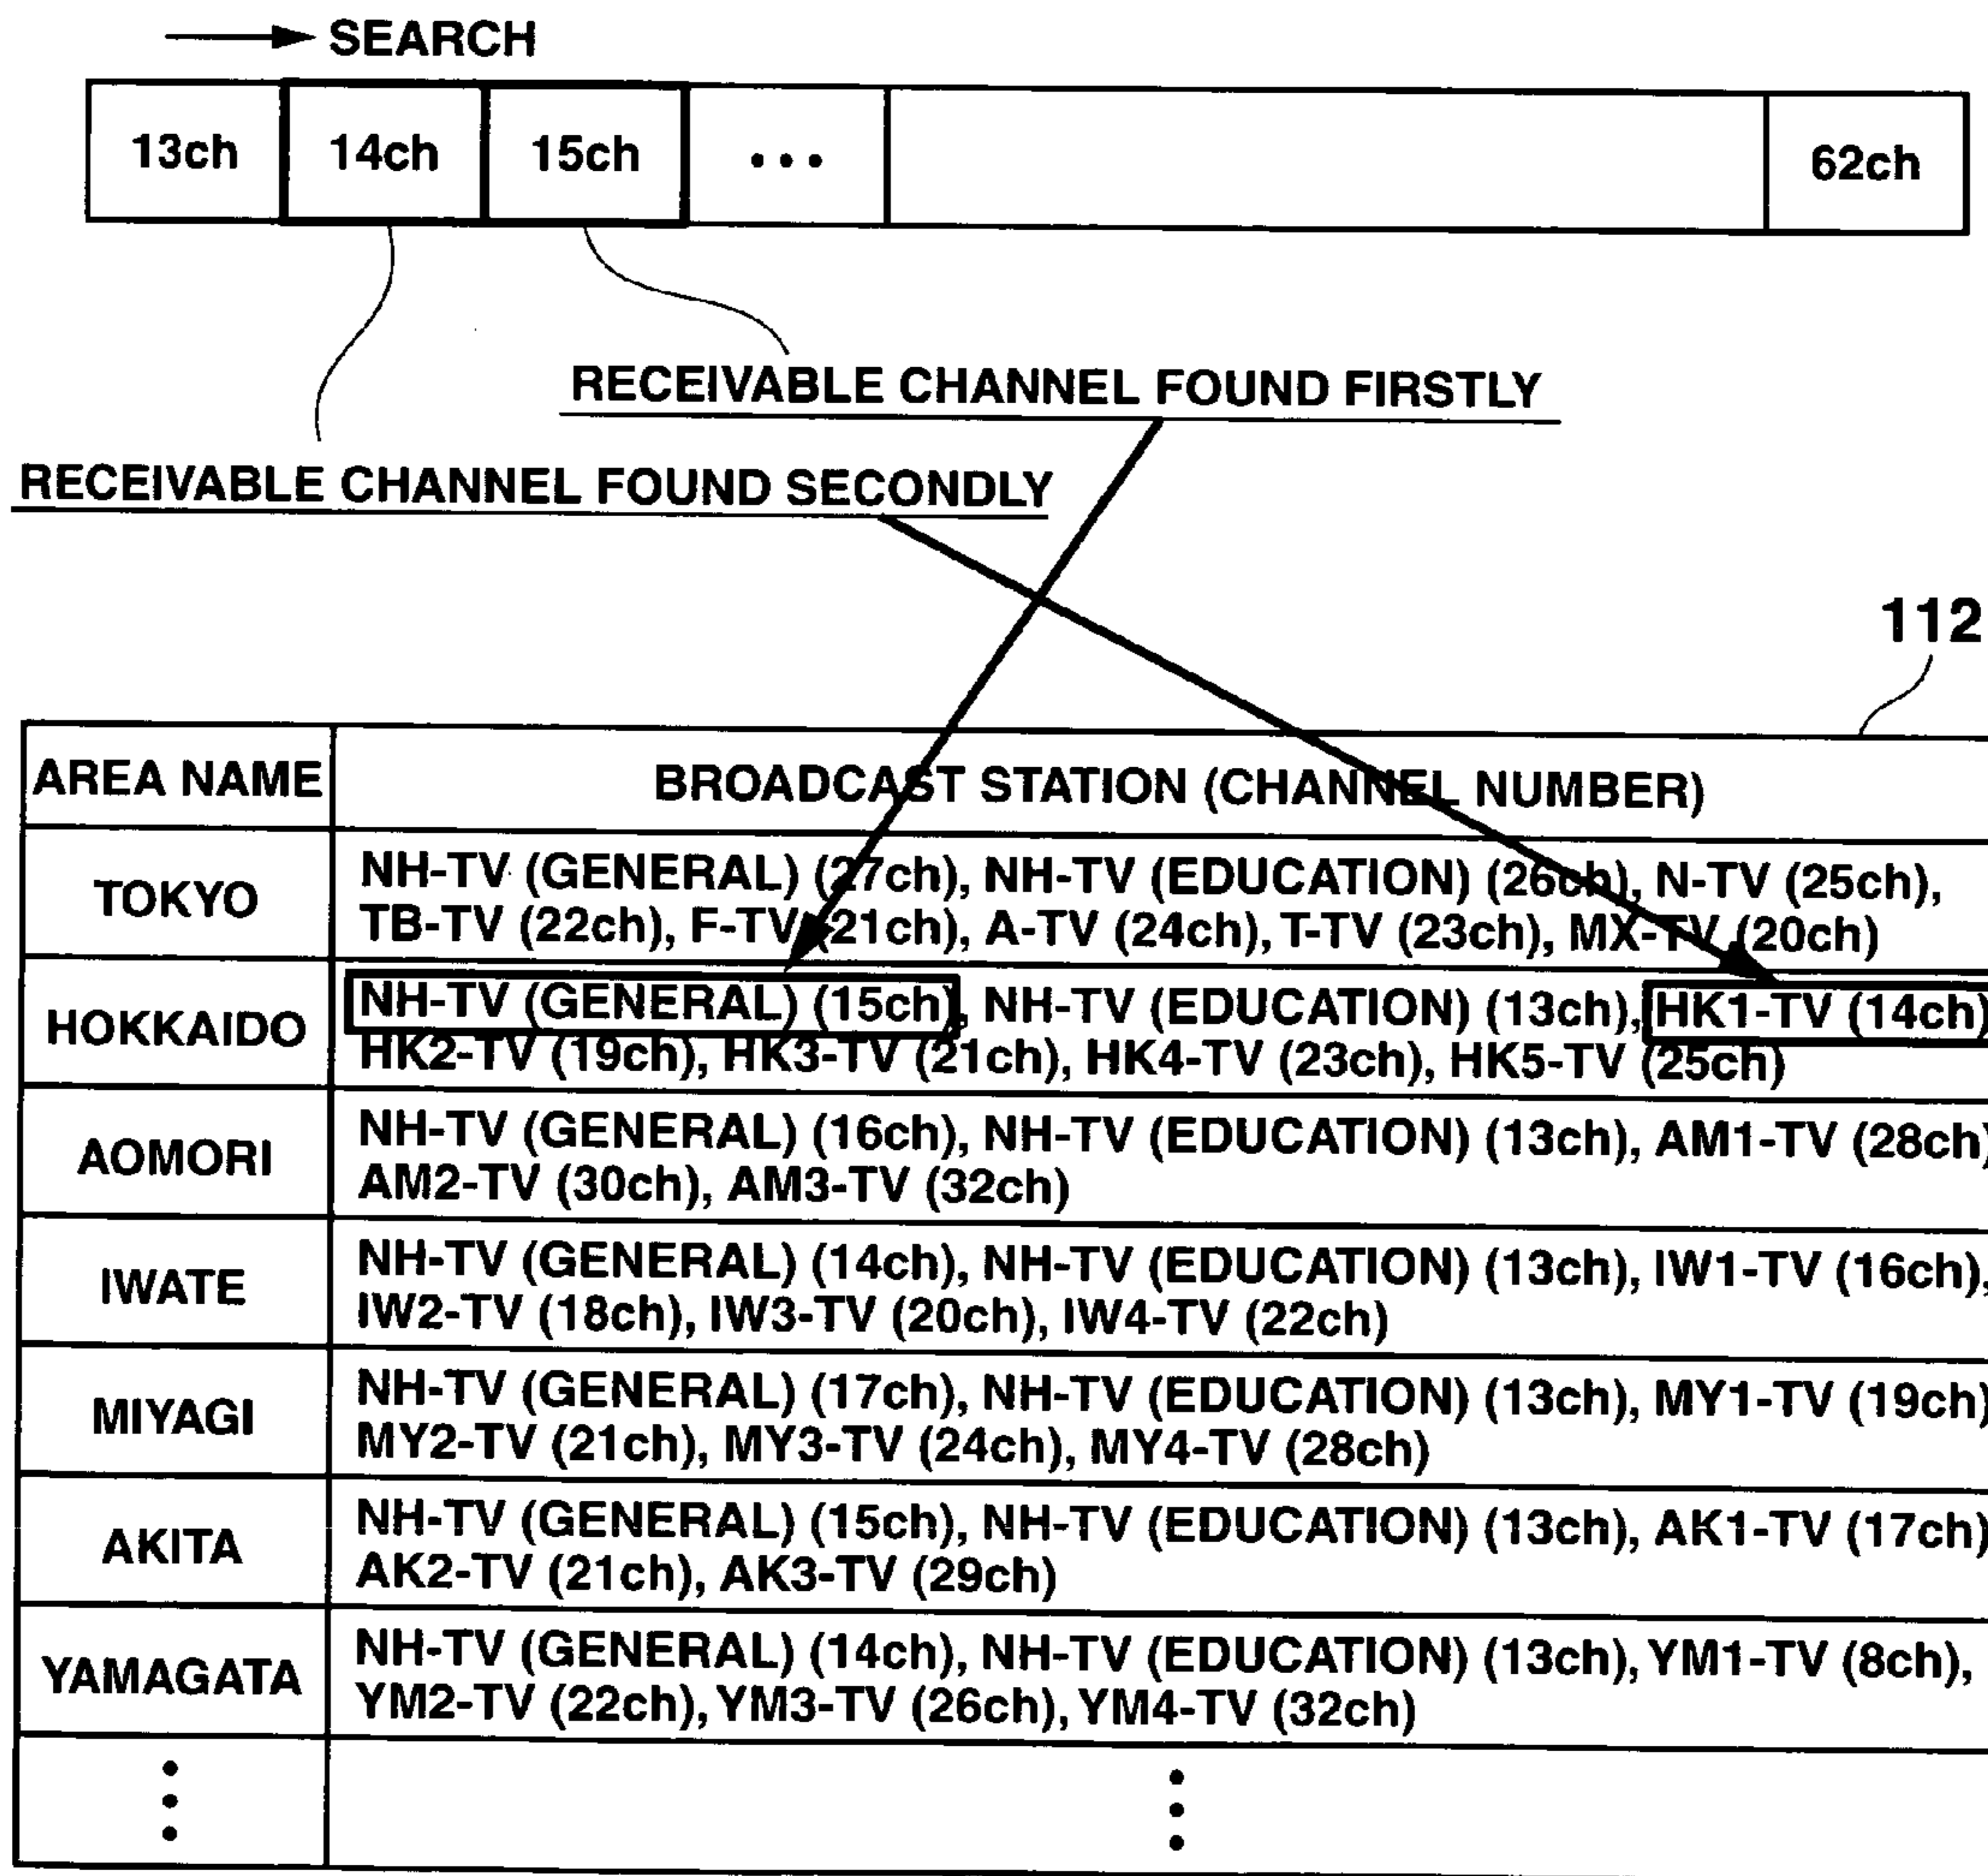 SEARCH
13ch 14ch 15ch ... 62ch
RECEIVABLE CHANNEL FOUND FIRSTLY
RECEIVABLE CHANNEL FOUND SECONDLY
112
AREA NAME BROADCAST STATION (CHANNEL NUMBER)
TOKYO
NH-TV (GENERAL) (27ch), NH-TV (EDUCATION) (26ch), N-TV (25ch),
TB-TV (22ch), F-TV (21ch), A-TV (24ch), T-TV (23ch), MX-TV (20ch)
HOKKAIDO
NH-TV (GENERAL) (15ch), NH-TV (EDUCATION) (13ch), HK1-TV (14ch)
HK2-TV (19ch), HK3-TV (21ch), HK4-TV (23ch), HK5-TV (25ch)
AOMORI
NH-TV (GENERAL) (16ch), NH-TV (EDUCATION) (13ch), AM1-TV (28ch)
AM2-TV (30ch), AM3-TV (32ch)
IWATE
NH-TV (GENERAL) (14ch), NH-TV (EDUCATION) (13ch), IW1-TV (16ch),
IW2-TV (18ch), IW3-TV (20ch), IW4-TV (22ch)
MIYAGI
NH-TV (GENERAL) (17ch), NH-TV (EDUCATION) (13ch), MY1-TV (19ch)
MY2-TV (21ch), MY3-TV (24ch), MY4-TV (28ch)
AKITA
NH-TV (GENERAL) (15ch), NH-TV (EDUCATION) (13ch), AK1-TV (17ch)
AK2-TV (21ch), AK3-TV (29ch)
YAMAGATA
NH-TV (GENERAL) (14ch), NH-TV (EDUCATION) (13ch), YM1-TV (8ch),
YM2-TV (22ch), YM3-TV (26ch), YM4-TV (32ch)